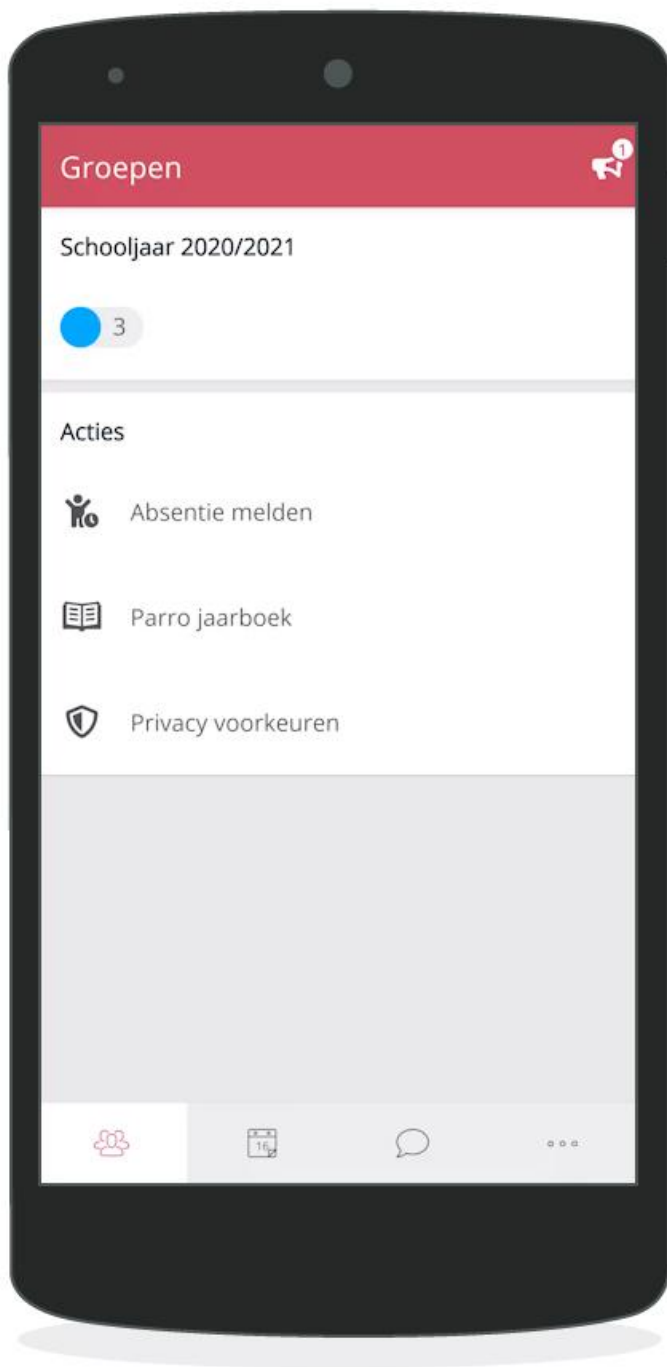 Groepen
1
Schooljaar 2020/2021
3
Acties
Absentie melden
Parro jaarboek
Privacy voorkeuren
16